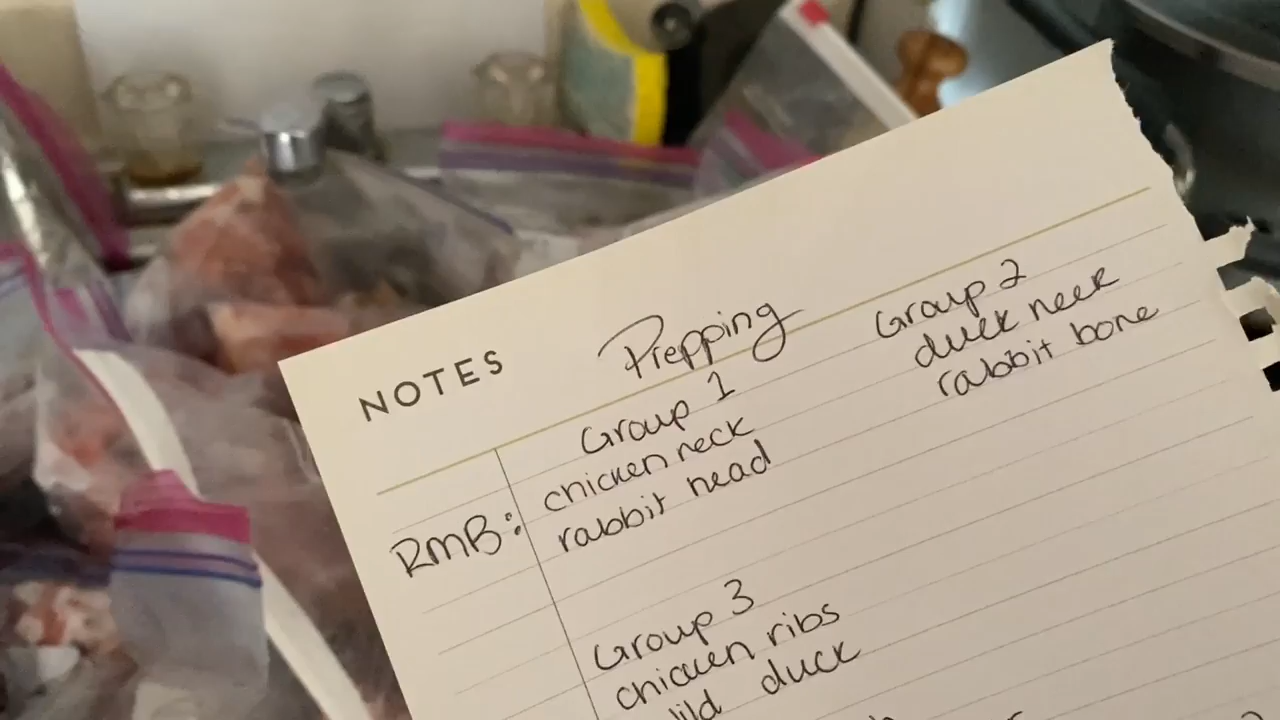 NOTES Prepping
Group 1
chicken neck
rabbit head
Group 2
duck neck
rabbit bone
RMB:
Group 3
chicken ribs
duck